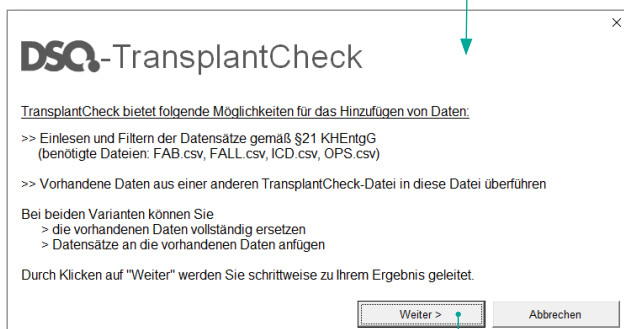 DSO-TransplantCheck
TransplantCheck bietet folgende Möglichkeiten für das Hinzufügen von Daten:
>> Einlesen und Filtern der Datensätze gemäß §21 KHEntgG
(benötigte Dateien: FAB.csv, FALL.csv, ICD.csv, OPS.csv)
>> Vorhandene Daten aus einer anderen TransplantCheck-Datei in diese Datei überführen
Bei beiden Varianten können Sie
> die vorhandenen Daten vollständig ersetzen
> Datensätze an die vorhandenen Daten anfügen
Durch Klicken auf "Weiter" werden Sie schrittweise zu Ihrem Ergebnis geleitet.
Weiter >
Abbrechen